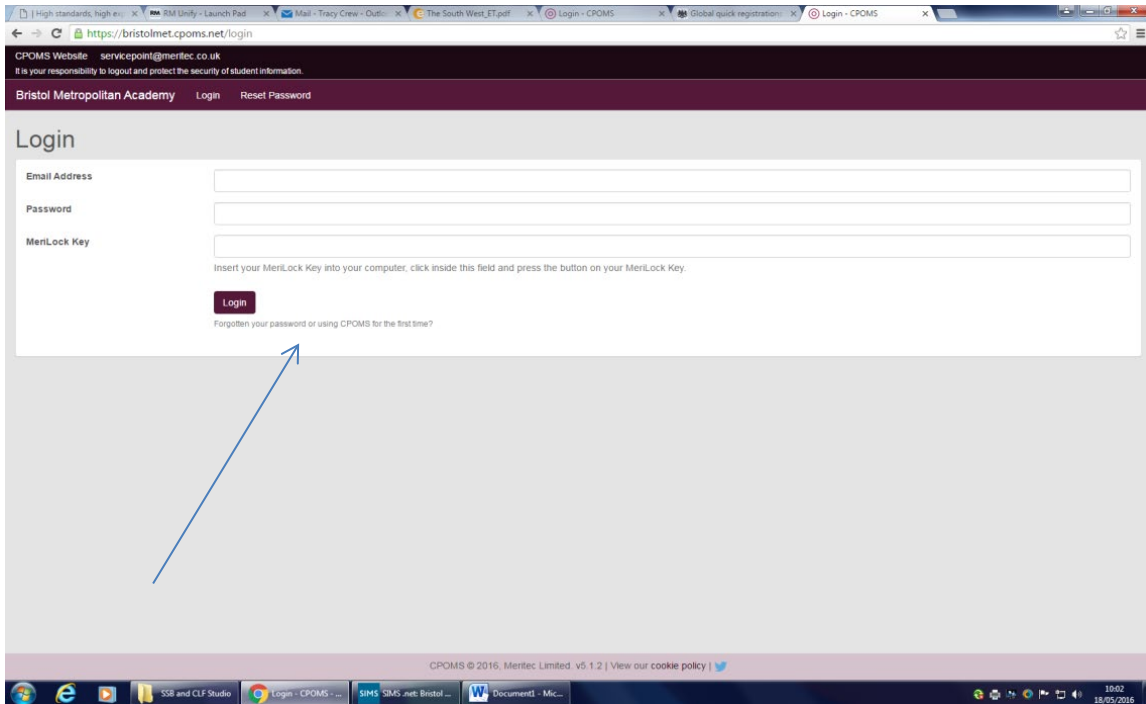 | High standards, high ex
RM RM Unify - Launch Pad
Mail - Tracy Crew - Outlo
The South West_ET.pdf
Login - CPOMS
Global quick registration
Login - CPOMS
https://bristolmet.cpoms.net/login
CPOMS Website servicepoint@meritec.co.uk
It is your responsibility to logout and protect the security of student information.
Bristol Metropolitan Academy Login Reset Password
Login
Email Address
Password
MeriLock Key
Insert your MeriLock Key into your computer, click inside this field and press the button on your MeriLock Key.
Login
Forgotten your password or using CPOMS for the first time?
CPOMS © 2016, Meritec Limited. v5.1.2 | View our cookie policy |
SSB and CLF Studio
Login - CPOMS - ...
SIMS SIMS .net: Bristol ...
Document1 - Mic...
10:02
18/05/2016